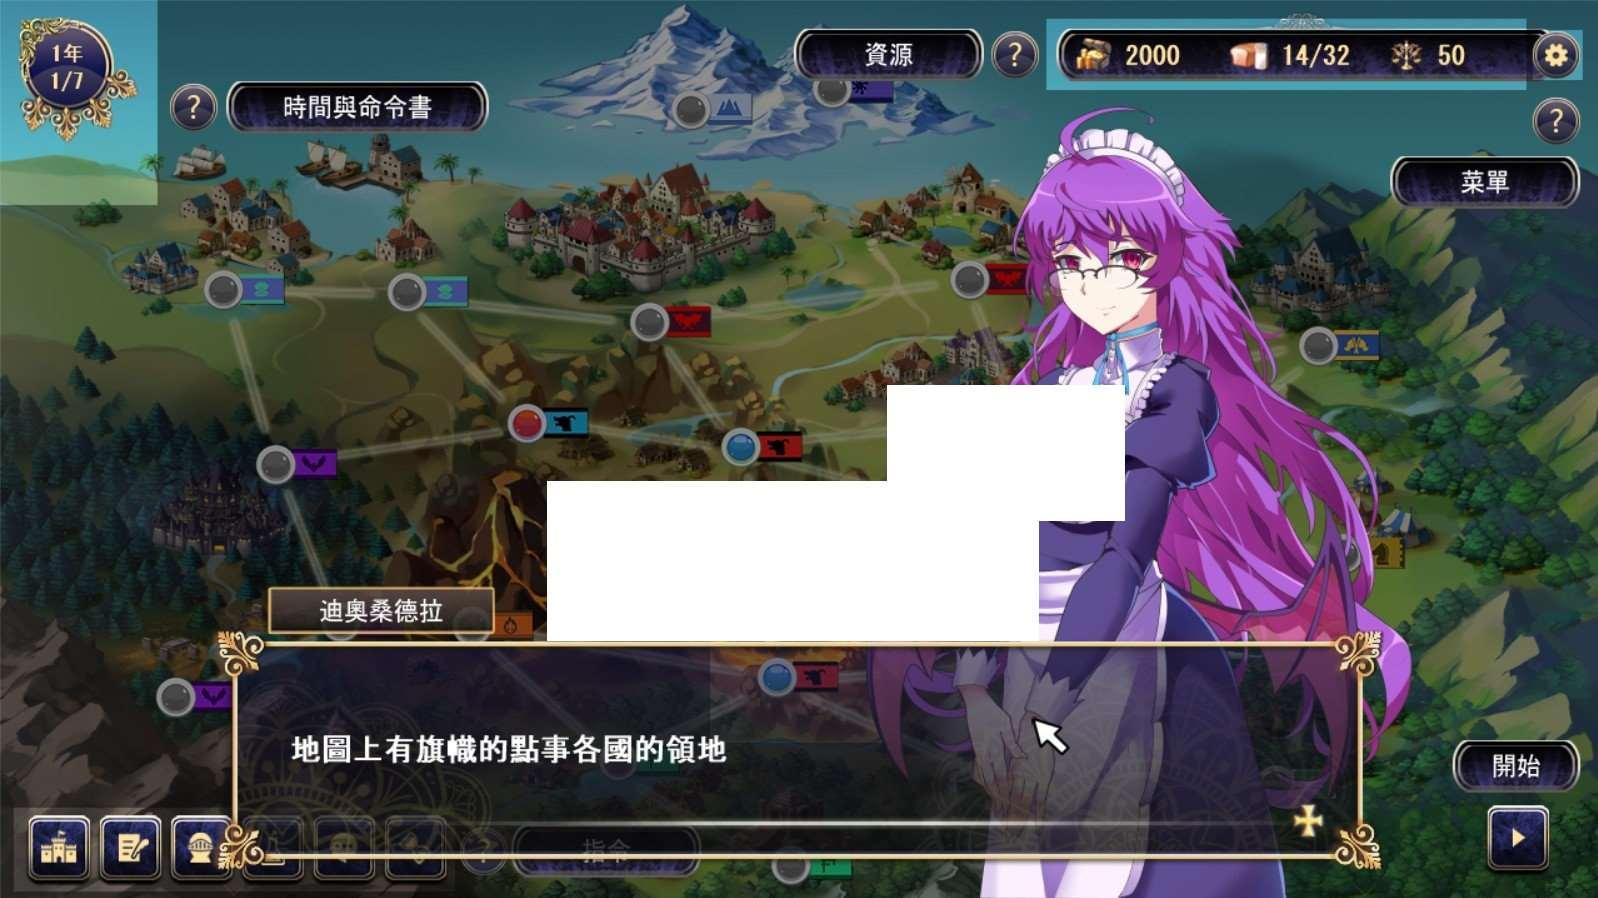 1年
1/7
時間與命令書
資源
2000
14/32
50
菜單
迪奧桑德拉
地圖上有旗幟的點事各國的領地
開始
指令